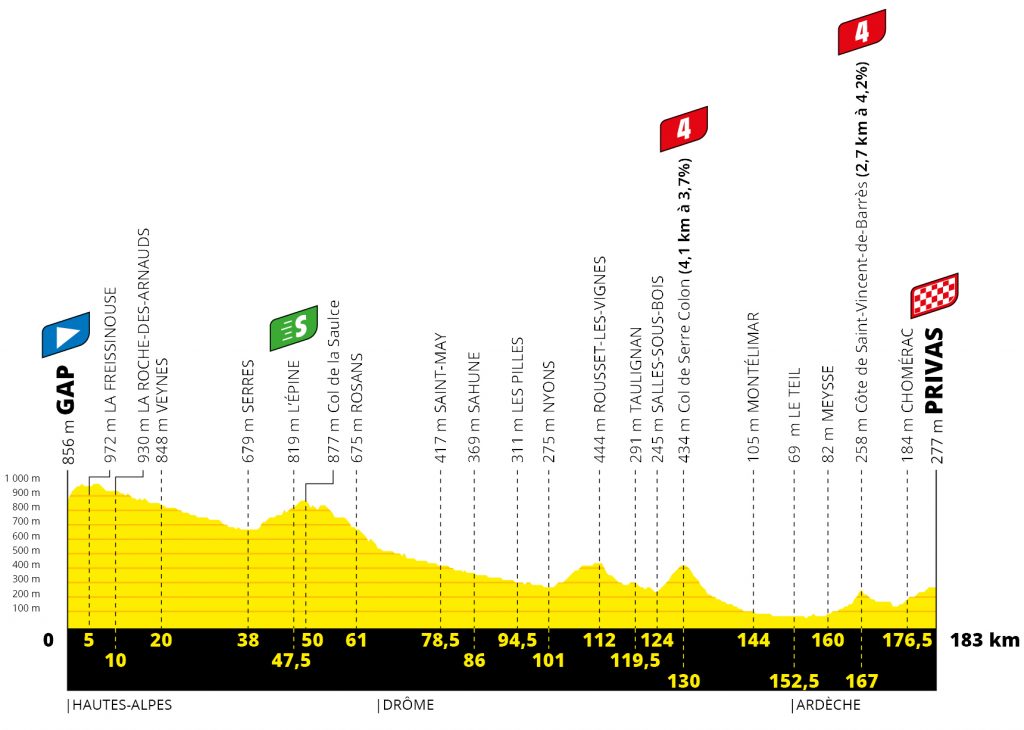 4
4
S
856 m GAP
972 m LA FREISSINOUSE
930 m LA ROCHE-DES-ARNAUDS
848 m VEYNES
679 m SERRES
819 m L'ÉPINE
877 m Col de la Saulce
675 m ROSANS
417 m SAINT-MAY
369 m SAHUNE
311 m LES PILLES
275 m NYONS
444 m ROUSSET-LES-VIGNES
291 m TAULIGNAN
245 m SALLES-SOUS-BOIS
434 m Col de Serre Colon (4,1 km à 3,7%)
105 m MONTÉLIMAR
69 m LE TEIL
82 m MEYSSE
258 m Côte de Saint-Vincent-de-Barrès (2,7 km à 4,2%)
184 m CHOMÉRAC
277 m PRIVAS
1 000 m
900 m
800 m
700 m
600 m
500 m
400 m
300 m
200 m
100 m
0 5 20 38 50 61 78,5 94,5 112 124 144 160 176,5 183 km
10 47,5 86 101 119,5
130 152,5 167
HAUTES-ALPES DRÔME ARDÈCHE